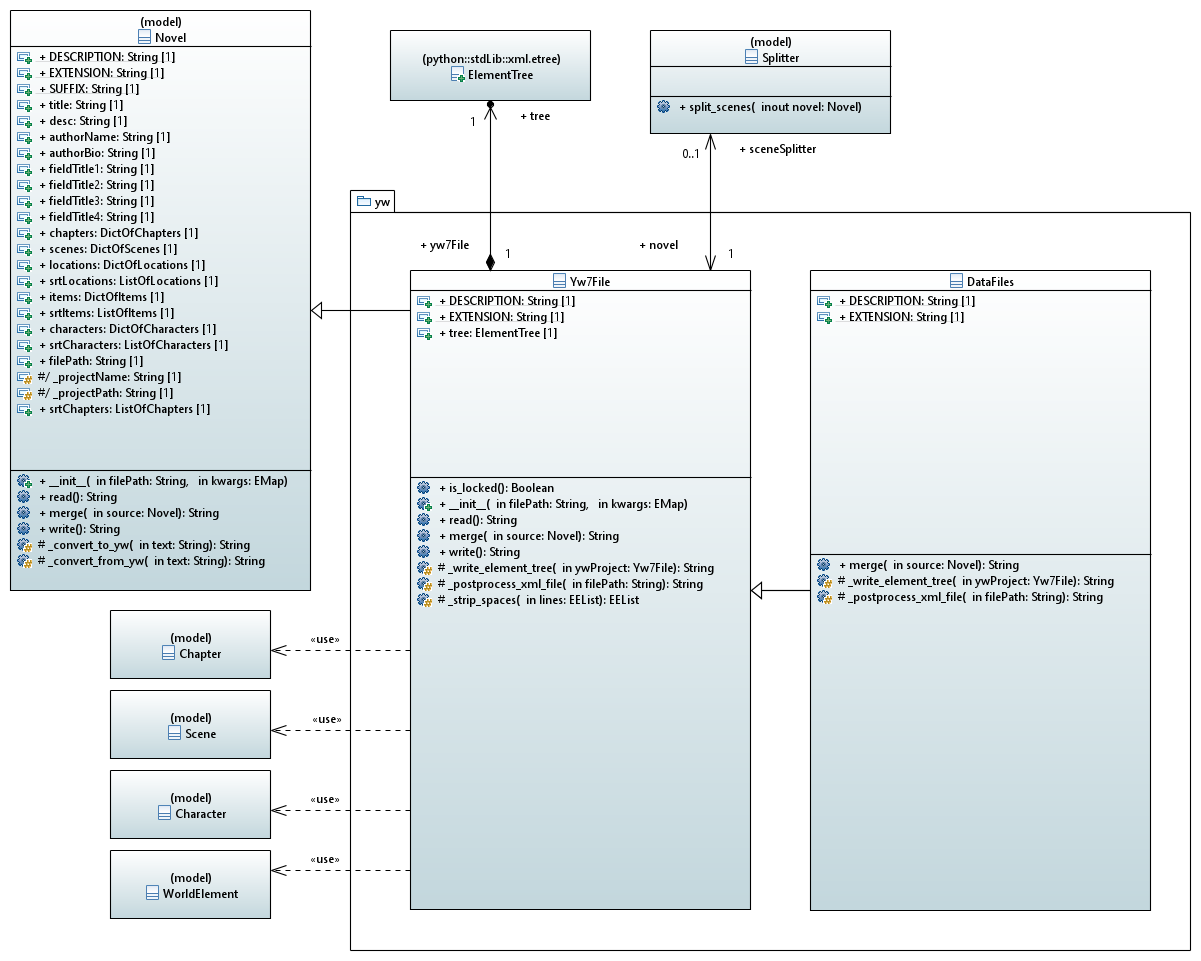 (model)
Novel
+ DESCRIPTION: String [1]
+ EXTENSION: String [1]
+ SUFFIX: String [1]
+ title: String [1]
+ desc: String [1]
+ authorName: String [1]
+ authorBio: String [1]
+ fieldTitle1: String [1]
+ fieldTitle2: String [1]
+ fieldTitle3: String [1]
+ fieldTitle4: String [1]
+ chapters: DictOfChapters [1]
+ scenes: DictOfScenes [1]
+ locations: DictOfLocations [1]
+ srtLocations: ListOfLocations [1]
+ items: DictOfItems [1]
+ srtItems: ListOfItems [1]
+ characters: DictOfCharacters [1]
+ srtCharacters: ListOfCharacters [1]
+ filePath: String [1]
#/ _projectName: String [1]
#/ _projectPath: String [1]
+ srtChapters: ListOfChapters [1]
+ __init__( in filePath: String, in kwargs: EMap)
+ read(): String
+ merge( in source: Novel): String
+ write(): String
# _convert_to_yw( in text: String): String
# _convert_from_yw( in text: String): String
(python::stdLib::xml.etree)
ElementTree
1
+ tree
(model)
Splitter
+ split_scenes( inout novel: Novel)
0..1
+ sceneSplitter
yw
+ yw7File
1
+ novel
1
Yw7File
+ DESCRIPTION: String [1]
+ EXTENSION: String [1]
+ tree: ElementTree [1]
+ is_locked(): Boolean
+ __init__( in filePath: String, in kwargs: EMap)
+ read(): String
+ merge( in source: Novel): String
+ write(): String
# _write_element_tree( in ywProject: Yw7File): String
# _postprocess_xml_file( in filePath: String): String
# _strip_spaces( in lines: EEList): EEList
DataFiles
+ DESCRIPTION: String [1]
+ EXTENSION: String [1]
+ merge( in source: Novel): String
# _write_element_tree( in ywProject: Yw7File): String
# _postprocess_xml_file( in filePath: String): String
(model)
Chapter
«use»
(model)
Scene
«use»
(model)
Character
«use»
(model)
WorldElement
«use»